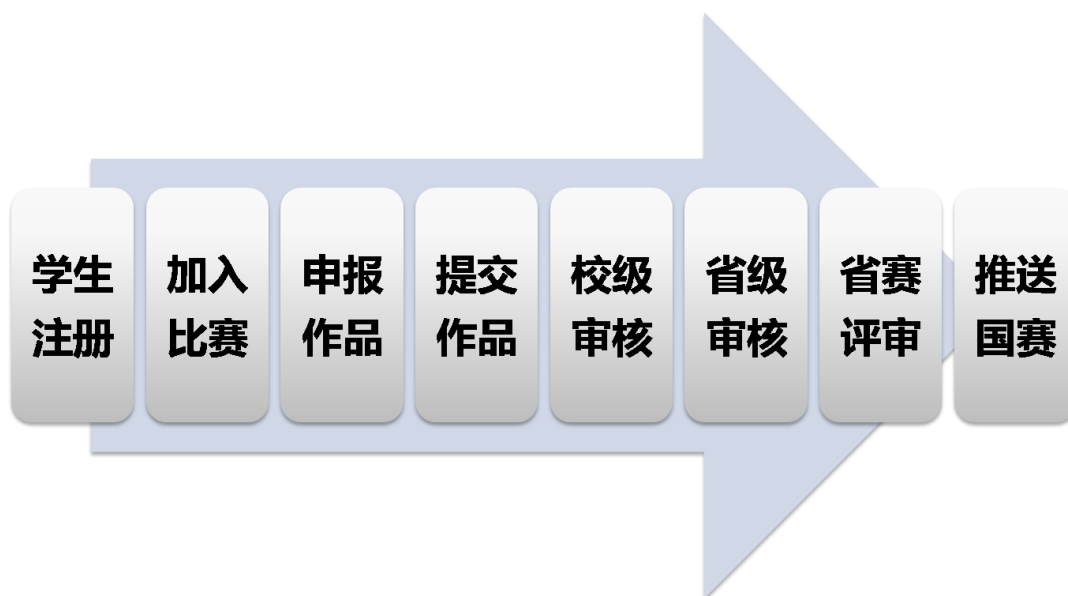 学生
注册
加入
比赛
申报
作品
提交
作品
校级
审核
省级
审核
省赛
评审
推送
国赛